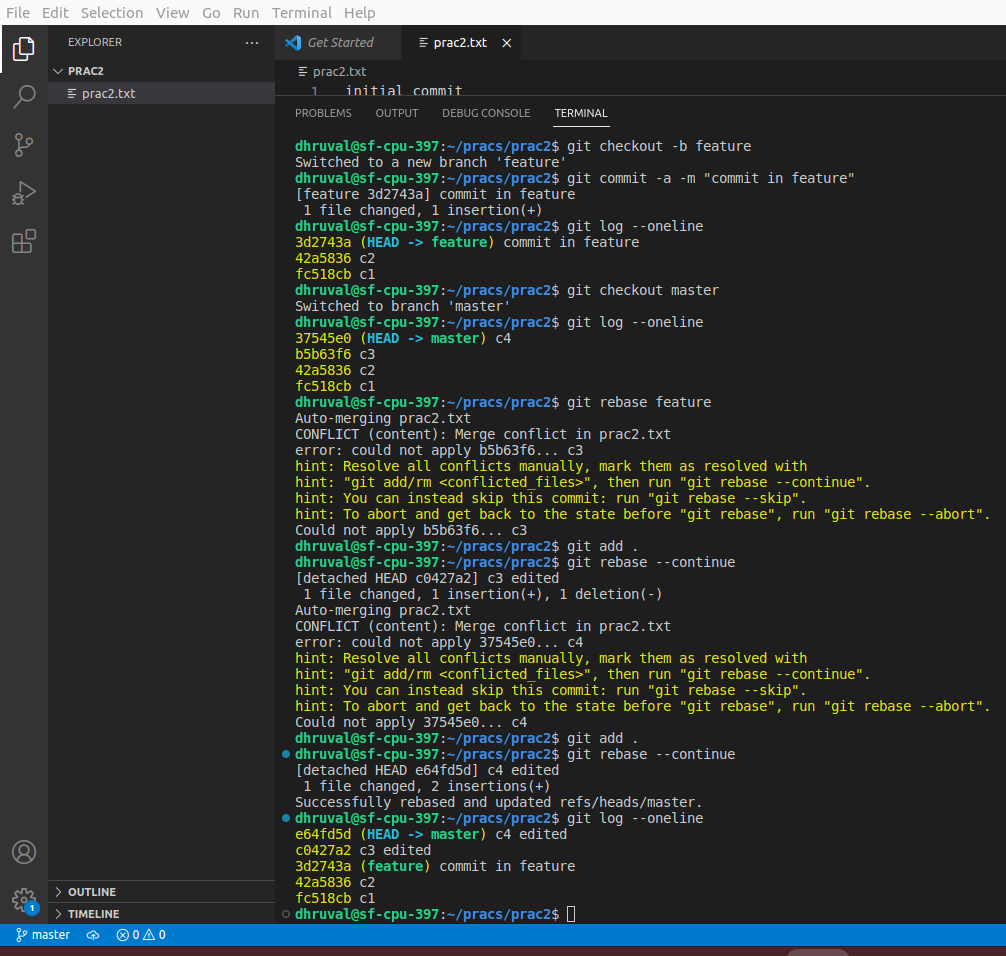 File Edit Selection View Go Run Terminal Help
EXPLORER ...
PRAC2
prac2.txt
Get Started prac2.txt
prac2.txt
1 initial commit
PROBLEMS OUTPUT DEBUG CONSOLE TERMINAL
dhruval@sf-cpu-397:~/pracs/prac2$ git checkout -b feature
Switched to a new branch 'feature'
dhruval@sf-cpu-397:~/pracs/prac2$ git commit -a -m "commit in feature"
[feature 3d2743a] commit in feature
1 file changed, 1 insertion(+)
dhruval@sf-cpu-397:~/pracs/prac2$ git log --oneline
3d2743a (HEAD -> feature) commit in feature
42a5836 c2
fc518cb c1
dhruval@sf-cpu-397:~/pracs/prac2$ git checkout master
Switched to branch 'master'
dhruval@sf-cpu-397:~/pracs/prac2$ git log --oneline
37545e0 (HEAD -> master) c4
b5b63f6 c3
42a5836 c2
fc518cb c1
dhruval@sf-cpu-397:~/pracs/prac2$ git rebase feature
Auto-merging prac2.txt
CONFLICT (content): Merge conflict in prac2.txt
error: could not apply b5b63f6... c3
hint: Resolve all conflicts manually, mark them as resolved with
hint: "git add/rm <conflicted_files>", then run "git rebase --continue".
hint: You can instead skip this commit: run "git rebase --skip".
hint: To abort and get back to the state before "git rebase", run "git rebase --abort".
Could not apply b5b63f6... c3
dhruval@sf-cpu-397:~/pracs/prac2$ git add .
dhruval@sf-cpu-397:~/pracs/prac2$ git rebase --continue
[detached HEAD c0427a2] c3 edited
1 file changed, 1 insertion(+), 1 deletion(-)
Auto-merging prac2.txt
CONFLICT (content): Merge conflict in prac2.txt
error: could not apply 37545e0... c4
hint: Resolve all conflicts manually, mark them as resolved with
hint: "git add/rm <conflicted_files>", then run "git rebase --continue".
hint: You can instead skip this commit: run "git rebase --skip".
hint: To abort and get back to the state before "git rebase", run "git rebase --abort".
Could not apply 37545e0... c4
dhruval@sf-cpu-397:~/pracs/prac2$ git add .
dhruval@sf-cpu-397:~/pracs/prac2$ git rebase --continue
[detached HEAD e64fd5d] c4 edited
1 file changed, 2 insertions(+)
Successfully rebased and updated refs/heads/master.
dhruval@sf-cpu-397:~/pracs/prac2$ git log --oneline
e64fd5d (HEAD -> master) c4 edited
c0427a2 c3 edited
3d2743a (feature) commit in feature
42a5836 c2
fc518cb c1
dhruval@sf-cpu-397:~/pracs/prac2$
OUTLINE
TIMELINE
1
master 0 0